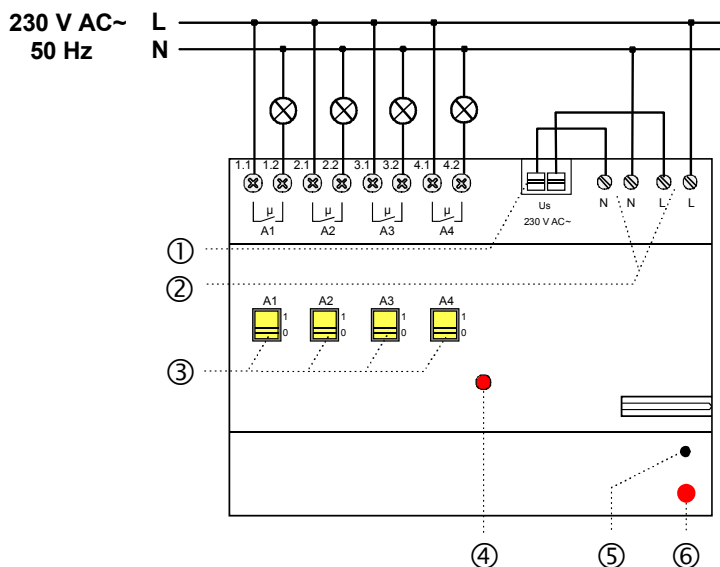 230 V AC~ L
50 Hz N
1.1 1.2 2.1 2.2 3.1 3.2 4.1 4.2
µ µ µ µ
A1 A2 A3 A4
Us
230 V AC~
N N L L
①
②
A1 A2 A3 A4
1 1 1 1
0 0 0 0
③
④ ⑤ ⑥